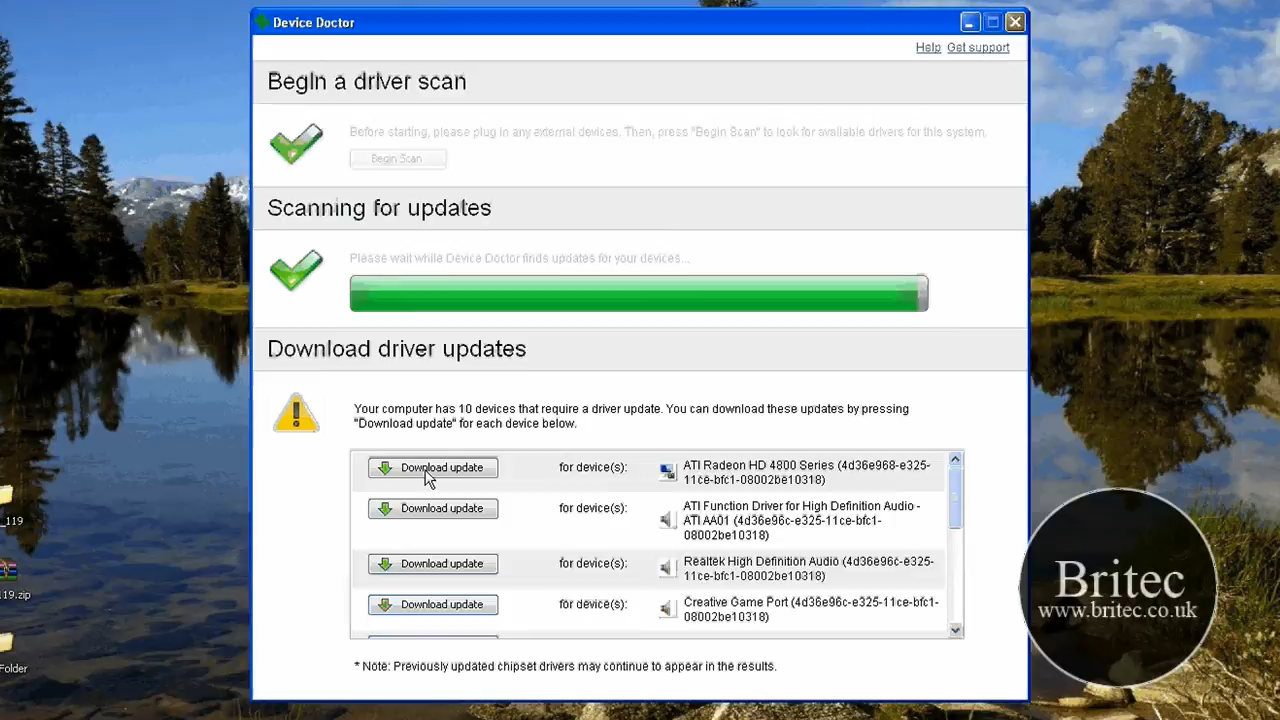 Device Doctor
Help Get support
Begin a driver scan
Before starting, please plug in any external devices. Then, press "Begin Scan" to look for available drivers for this system.
Begin Scan
Scanning for updates
Please wait while Device Doctor finds updates for your devices...
Download driver updates
Your computer has 10 devices that require a driver update. You can download these updates by pressing
"Download update" for each device below.
Download update for device(s): ATI Radeon HD 4800 Series (4d36e968-e325-
11ce-bfc1-08002be10318)
Download update for device(s): ATI Function Driver for High Definition Audio -
ATI AA01 (4d36e96c-e325-11ce-bfc1-
08002be10318)
Download update for device(s): Realtek High Definition Audio (4d36e96c-e325-
11ce-bfc1-08002be10318)
Download update for device(s): Creative Game Port (4d36e96c-e325-11ce-bfc1-
08002be10318)
* Note: Previously updated chipset drivers may continue to appear in the results.
_119
19.zip
Folder
Britec
www.britec.co.uk